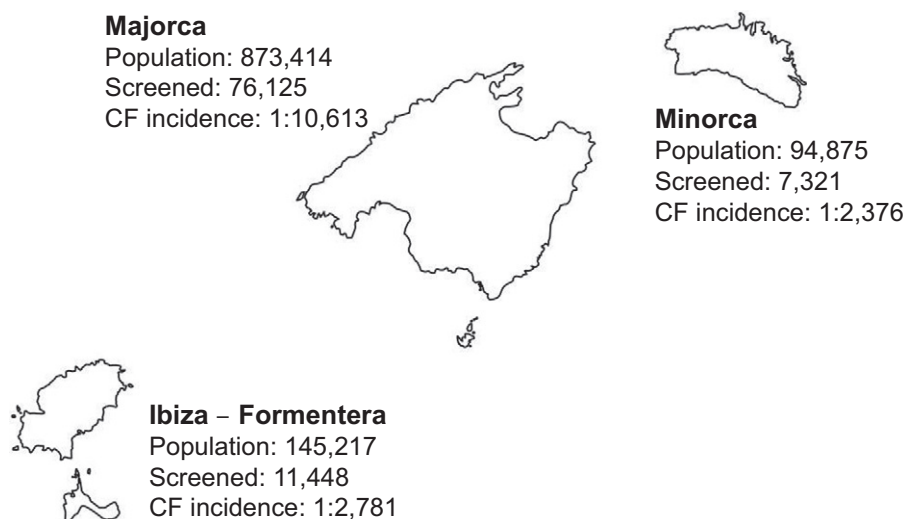 Majorca
Population: 873,414
Screened: 76,125
CF incidence: 1:10,613
Minorca
Population: 94,875
Screened: 7,321
CF incidence: 1:2,376
Ibiza – Formentera
Population: 145,217
Screened: 11,448
CF incidence: 1:2,781